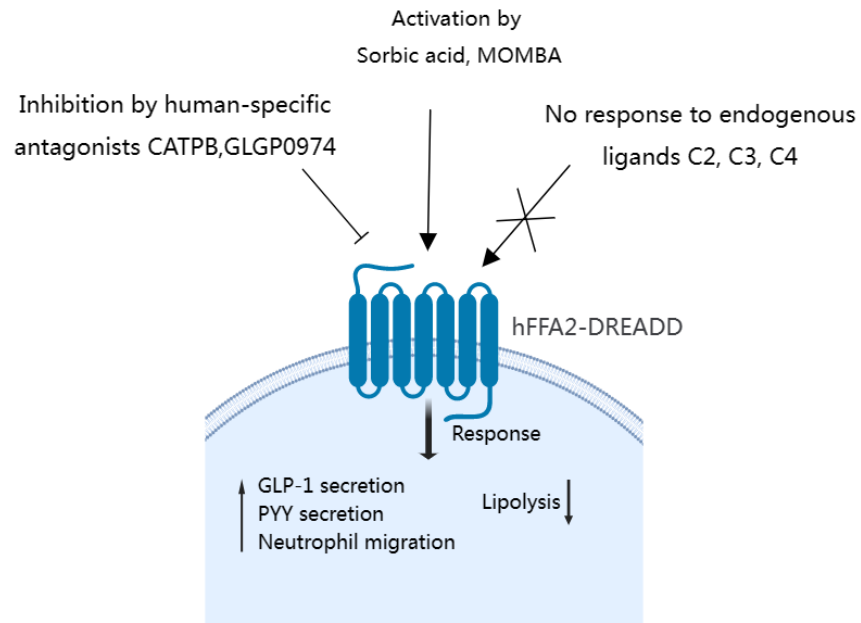 Activation by
Sorbic acid, MOMBA
Inhibition by human-specific
antagonists CATPB,GLGP0974
No response to endogenous
ligands C2, C3, C4
hFFA2-DREADD
Response
GLP-1 secretion
PYY secretion
Neutrophil migration
Lipolysis